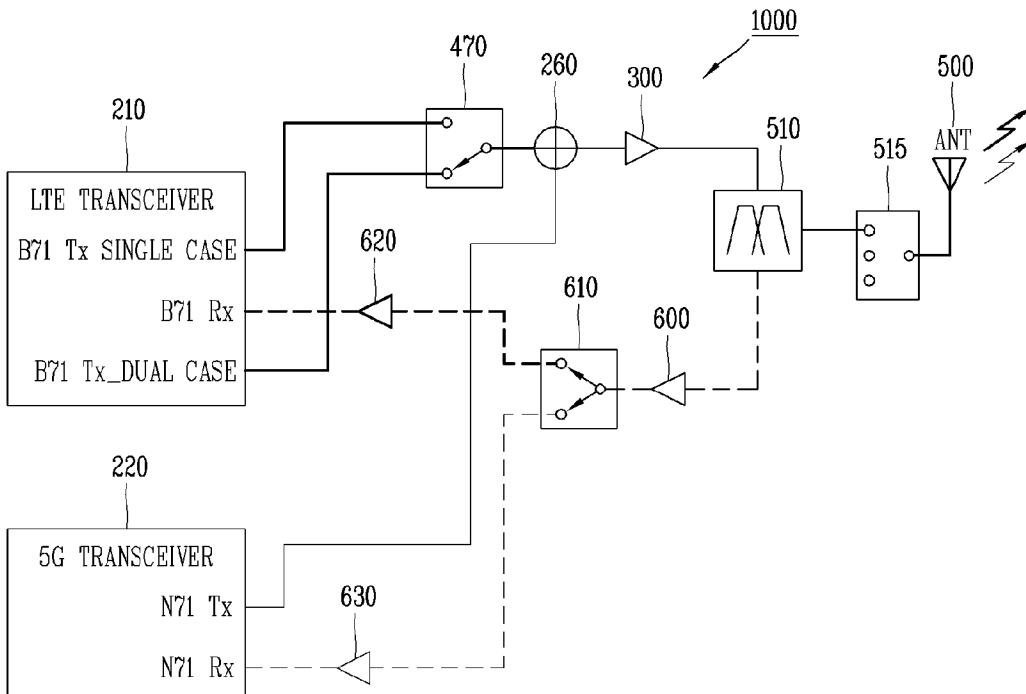 1000
470
260
300
500
210
510
ANT
515
LTE TRANSCEIVER
B71 Tx SINGLE CASE
620
B71 Rx
610
600
B71 Tx_DUAL CASE
220
5G TRANSCEIVER
N71 Tx
630
N71 Rx